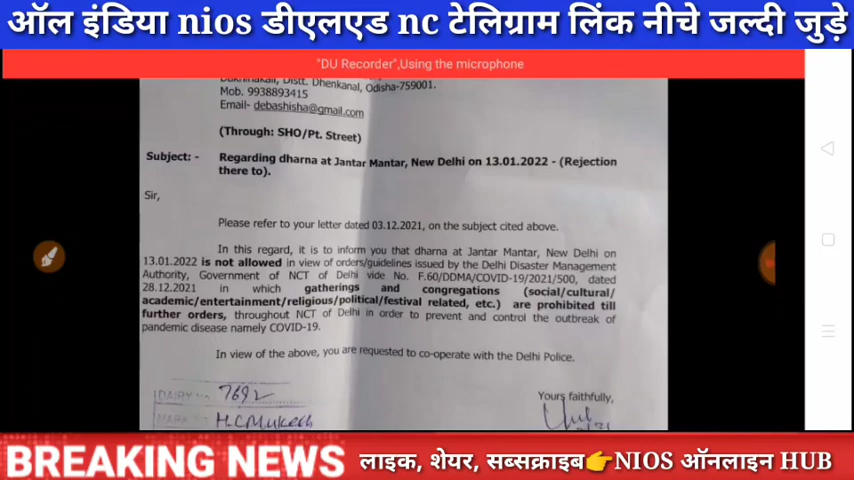 ऑल इंडिया nios डीएलएड nc टेलिग्राम लिंक नीचे जल्दी जुड़े
"DU Recorder",Using the microphone
Dakhinakali, Distt. Dhenkanal, Odisha-759001.
Mob. 9938893415
Email- debashisha@gmail.com
(Through: SHO/Pt. Street)
Subject: - Regarding dharna at Jantar Mantar, New Delhi on 13.01.2022 - (Rejection
there to).
Sir,
Please refer to your letter dated 03.12.2021, on the subject cited above.
In this regard, it is to inform you that dharna at Jantar Mantar, New Delhi on
13.01.2022 is not allowed in view of orders/guidelines issued by the Delhi Disaster Management
Authority, Government of NCT of Delhi vide No. F.60/DDMA/COVID-19/2021/500, dated
28.12.2021 in which gatherings and congregations (social/cultural/
academic/entertainment/religious/political/festival related, etc.) are prohibited till
further orders, throughout NCT of Delhi in order to prevent and control the outbreak of
pandemic disease namely COVID-19.
In view of the above, you are requested to co-operate with the Delhi Police.
Yours faithfully,
DAIRY No 7692
H.C Mukesh
BREAKING NEWS लाइक, शेयर, सब्सक्राइब👉NIOS ऑनलाइन HUB